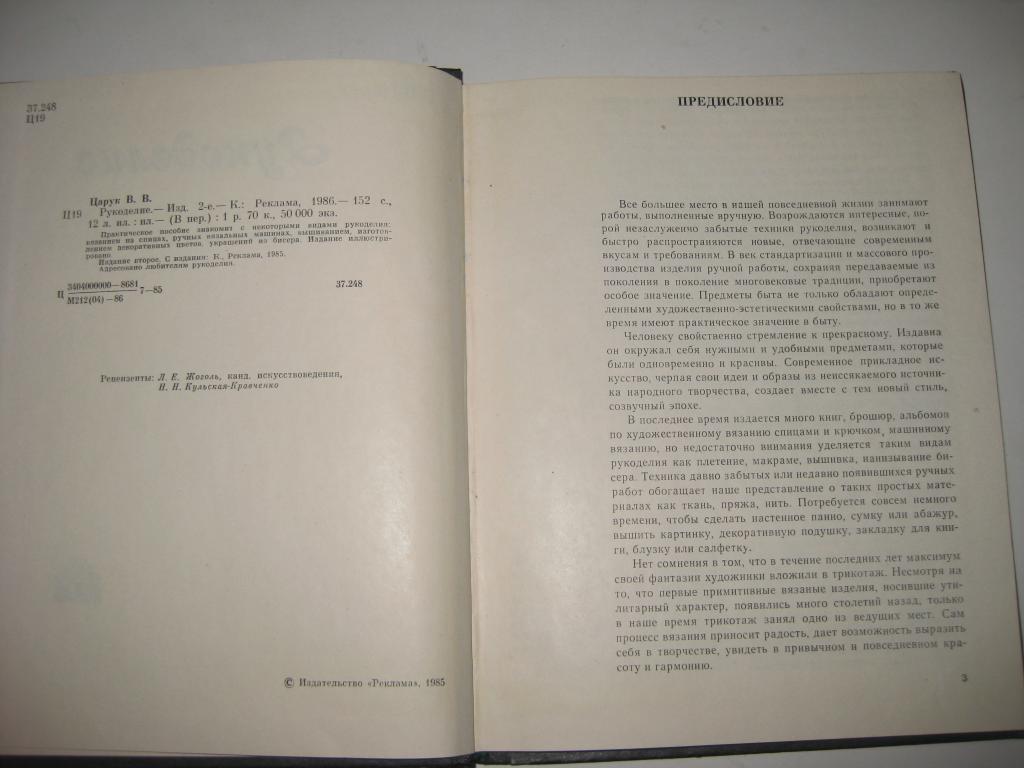 37.248
Ц19
Царук В. В.
Ц19 Рукоделие.— Изд. 2-е.— К.: Реклама, 1986.— 152 с.,
12 л. ил. : ил.— (В пер.) : 1 р. 70 к., 50 000 экз.
Практическое пособие знакомит с некоторыми видами рукоделия:
вязанием на спицах, ручных вязальных машинах, вышиванием, изготов-
лением декоративных цветов, украшений из бисера. Издание иллюстри-
ровано.
Издание второе. С издания: К., Реклама, 1985.
Адресовано любителям рукоделия.
Ц 3404000000—8681 7—85 37.248
М212(04)—86
Рецензенты: Л. Е. Жоголь, канд. искусствоведения,
Н. Н. Кульская-Кравченко
© Издательство «Реклама», 1985
ПРЕДИСЛОВИЕ
Все большее место в нашей повседневной жизни занимают
работы, выполненные вручную. Возрождаются интересные, по-
рой незаслуженно забытые техники рукоделия, возникают и
быстро распространяются новые, отвечающие современным
вкусам и требованиям. В век стандартизации и массового про-
изводства изделия ручной работы, сохраняя передаваемые из
поколения в поколение многовековые традиции, приобретают
особое значение. Предметы быта не только обладают опреде-
ленными художественно-эстетическими свойствами, но в то же
время имеют практическое значение в быту.
Человеку свойственно стремление к прекрасному. Издавна
он окружал себя нужными и удобными предметами, которые
были одновременно и красивы. Современное прикладное ис-
кусство, черпая свои идеи и образы из неиссякаемого источни-
ка народного творчества, создает вместе с тем новый стиль,
созвучный эпохе.
В последнее время издается много книг, брошюр, альбомов
по художественному вязанию спицами и крючком, машинному
вязанию, но недостаточно внимания уделяется таким видам
рукоделия как плетение, макраме, вышивка, нанизывание би-
сера. Техника давно забытых или недавно появившихся ручных
работ обогащает наше представление о таких простых мате-
риалах как ткань, пряжа, нить. Потребуется совсем немного
времени, чтобы сделать настенное панно, сумку или абажур,
вышить картинку, декоративную подушку, закладку для кни-
ги, блузку или салфетку.
Нет сомнения в том, что в течение последних лет максимум
своей фантазии художники вложили в трикотаж. Несмотря на
то, что первые примитивные вязаные изделия, носившие ути-
литарный характер, появились много столетий назад, только
в наше время трикотаж занял одно из ведущих мест. Сам
процесс вязания приносит радость, дает возможность выразить
себя в творчестве, увидеть в привычном и повседневном кра-
соту и гармонию.
3